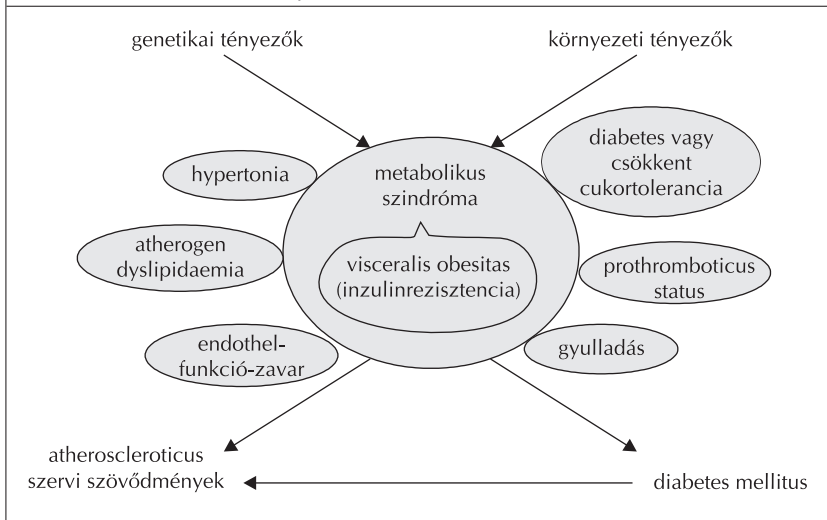 genetikai tényezők
környezeti tényezők
hypertonia
metabolikus
szindróma
diabetes vagy
csökkent
cukortolerancia
atherogen
dyslipidaemia
visceralis obesitas
(inzulinrezisztencia)
prothromboticus
status
endothel-
funkció-zavar
gyulladás
atheroscleroticus
szervi szövődmények
diabetes mellitus